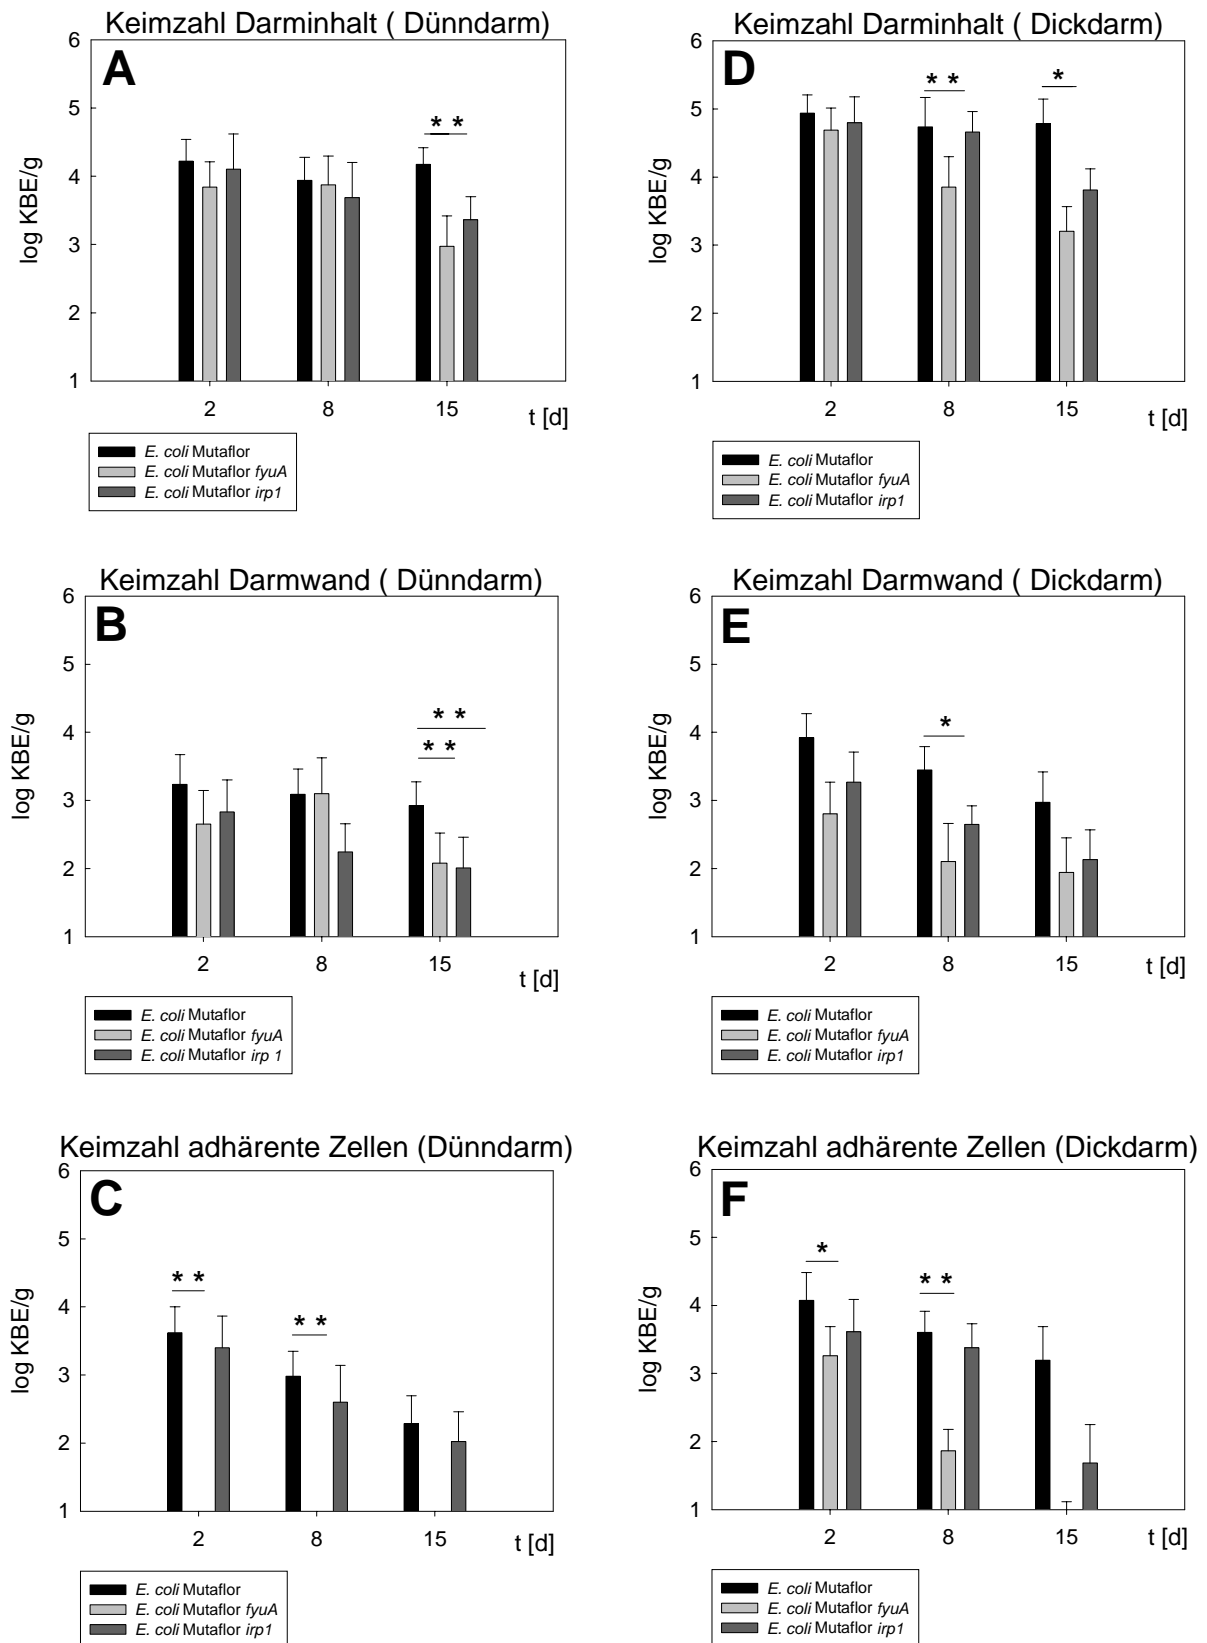 Keimzahl Darminhalt ( Dünndarm)
A
6
5
4
3
2
1
log KBE/g
* *
2 8 15
t [d]
E. coli Mutaflor
E. coli Mutaflor fyuA
E. coli Mutaflor irp1
Keimzahl Darminhalt ( Dickdarm)
D
6
5
4
3
2
1
log KBE/g
* *
*
2 8 15
t [d]
E. coli Mutaflor
E. coli Mutaflor fyuA
E. coli Mutaflor irp1
Keimzahl Darmwand ( Dünndarm)
B
6
5
4
3
2
1
log KBE/g
* *
* *
2 8 15
t [d]
E. coli Mutaflor
E. coli Mutaflor fyuA
E. coli Mutaflor irp 1
Keimzahl Darmwand ( Dickdarm)
E
6
5
4
3
2
1
log KBE/g
*
2 8 15
t [d]
E. coli Mutaflor
E. coli Mutaflor fyuA
E. coli Mutaflor irp1
Keimzahl adhärente Zellen (Dünndarm)
C
6
5
4
3
2
1
log KBE/g
* *
* *
2 8 15
t [d]
E. coli Mutaflor
E. coli Mutaflor fyuA
E. coli Mutaflor irp1
Keimzahl adhärente Zellen (Dickdarm)
F
6
5
4
3
2
1
log KBE/g
*
* *
2 8 15
t [d]
E. coli Mutaflor
E. coli Mutaflor fyuA
E. coli Mutaflor irp1